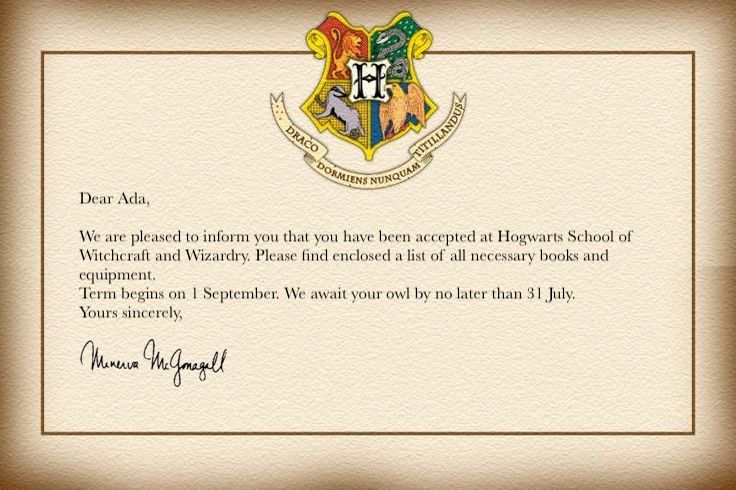 H
DRACO DORMIENS NUNQUAM TITILLANDUS
Dear Ada,
We are pleased to inform you that you have been accepted at Hogwarts School of
Witchcraft and Wizardry. Please find enclosed a list of all necessary books and
equipment.
Term begins on 1 September. We await your owl by no later than 31 July.
Yours sincerely,
Minerva McGonagall